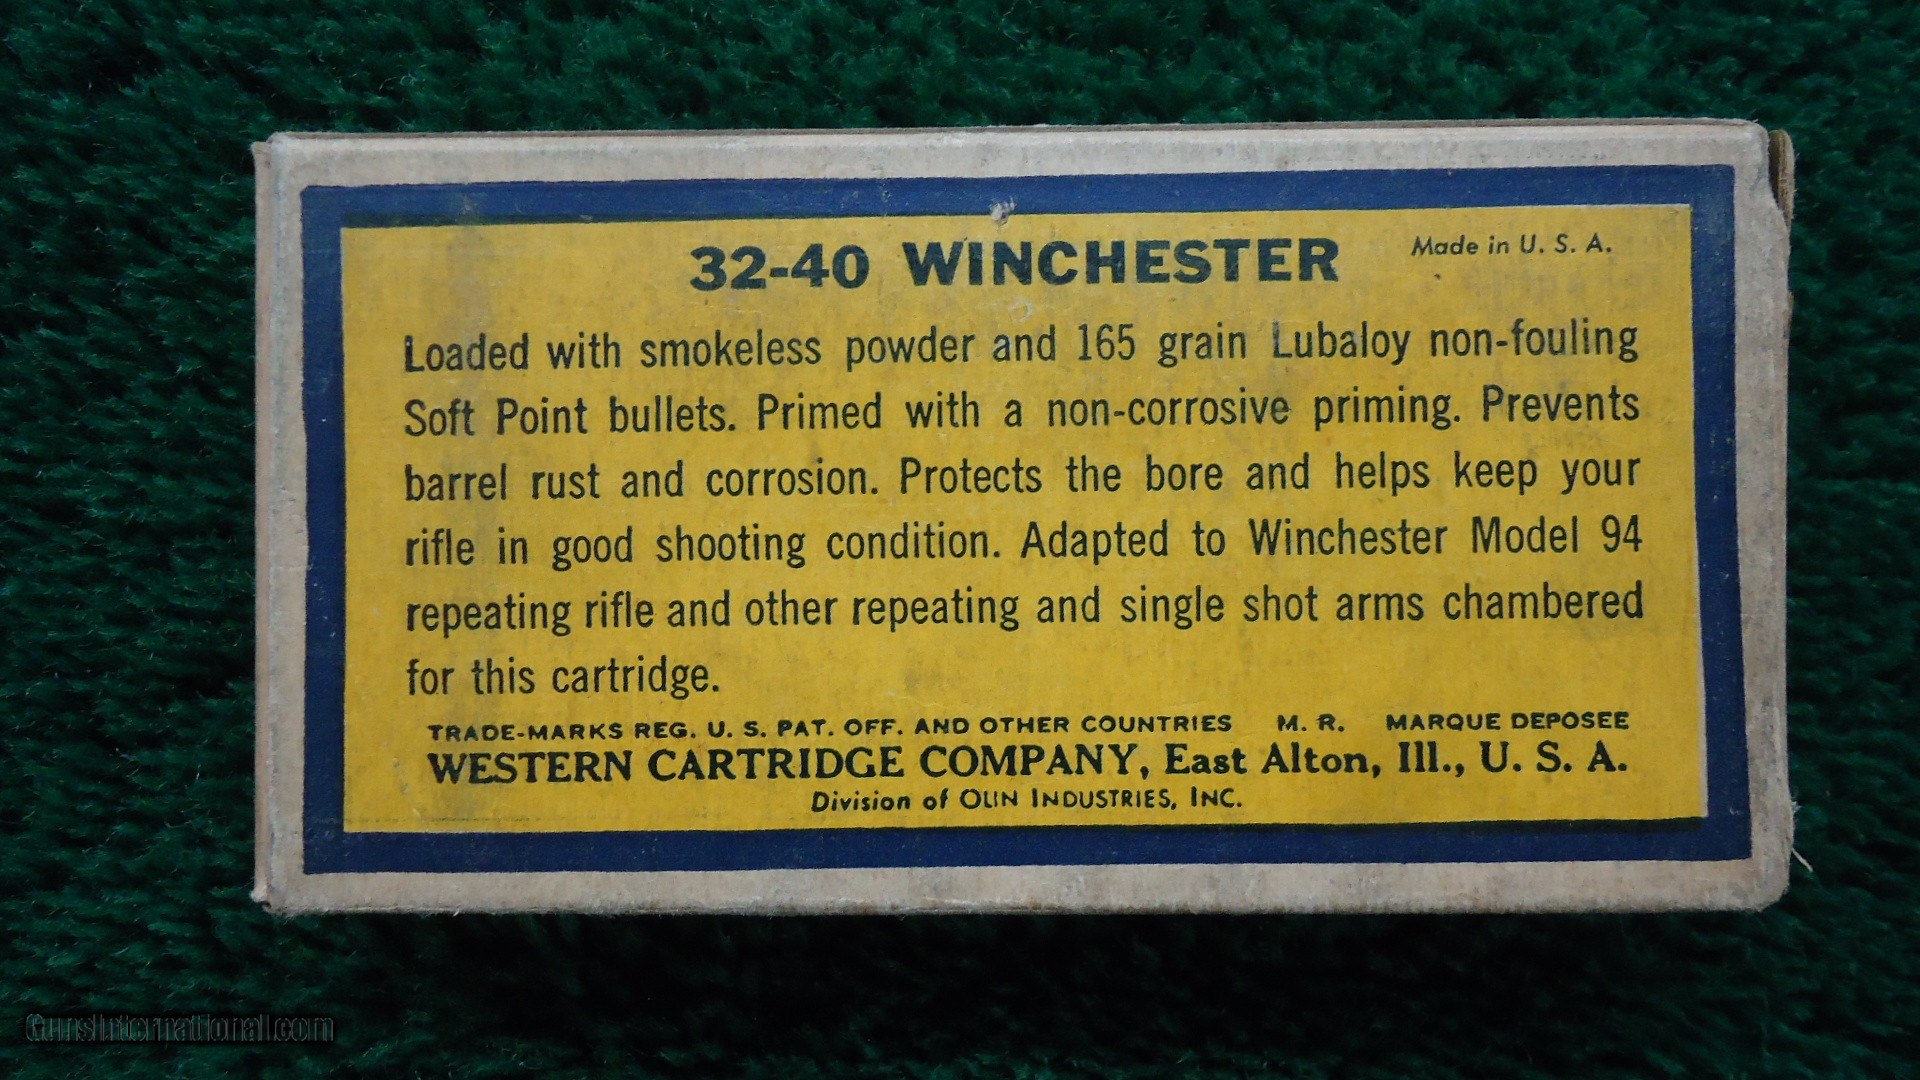 32-40 WINCHESTER Made in U. S. A.
Loaded with smokeless powder and 165 grain Lubaloy non-fouling
Soft Point bullets. Primed with a non-corrosive priming. Prevents
barrel rust and corrosion. Protects the bore and helps keep your
rifle in good shooting condition. Adapted to Winchester Model 94
repeating rifle and other repeating and single shot arms chambered
for this cartridge.
TRADE-MARKS REG. U. S. PAT. OFF. AND OTHER COUNTRIES M. R. MARQUE DEPOSEE
WESTERN CARTRIDGE COMPANY, East Alton, Ill., U. S. A.
Division of OLIN INDUSTRIES, INC.
GunsInternational.com